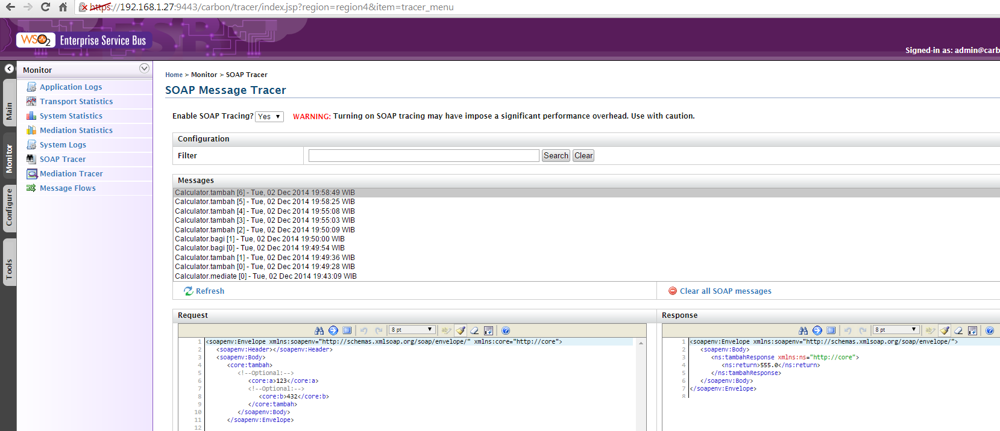 https://192.168.1.27:9443/carbon/tracer/index.jsp?region=region4&item=tracer_menu
WSO2 Enterprise Service Bus
Signed-in as: admin@carb
Main
Monitor
Configure
Tools
Monitor
Application Logs
Transport Statistics
System Statistics
Mediation Statistics
System Logs
SOAP Tracer
Mediation Tracer
Message Flows
Home > Monitor > SOAP Tracer
SOAP Message Tracer
Enable SOAP Tracing? Yes WARNING: Turning on SOAP tracing may have impose a significant performance overhead. Use with caution.
Configuration
Filter Search Clear
Messages
Calculator.tambah [6] - Tue, 02 Dec 2014 19:58:49 WIB
Calculator.tambah [5] - Tue, 02 Dec 2014 19:58:25 WIB
Calculator.tambah [4] - Tue, 02 Dec 2014 19:55:08 WIB
Calculator.tambah [3] - Tue, 02 Dec 2014 19:55:03 WIB
Calculator.tambah [2] - Tue, 02 Dec 2014 19:50:09 WIB
Calculator.bagi [1] - Tue, 02 Dec 2014 19:50:00 WIB
Calculator.bagi [0] - Tue, 02 Dec 2014 19:49:54 WIB
Calculator.tambah [1] - Tue, 02 Dec 2014 19:49:36 WIB
Calculator.tambah [0] - Tue, 02 Dec 2014 19:49:28 WIB
Calculator.mediate [0] - Tue, 02 Dec 2014 19:43:09 WIB
Refresh Clear all SOAP messages
Request
8 pt
1 <soapenv:Envelope xmlns:soapenv="http://schemas.xmlsoap.org/soap/envelope/" xmlns:core="http://core">
2 <soapenv:Header></soapenv:Header>
3 <soapenv:Body>
4 <core:tambah>
5 <!--Optional:-->
6 <core:a>123</core:a>
7 <!--Optional:-->
8 <core:b>432</core:b>
9 </core:tambah>
10 </soapenv:Body>
11 </soapenv:Envelope>
12
Response
8 pt
1 <soapenv:Envelope xmlns:soapenv="http://schemas.xmlsoap.org/soap/envelope/">
2 <soapenv:Body>
3 <ns:tambahResponse xmlns:ns="http://core">
4 <ns:return>555.0</ns:return>
5 </ns:tambahResponse>
6 </soapenv:Body>
7 </soapenv:Envelope>
8